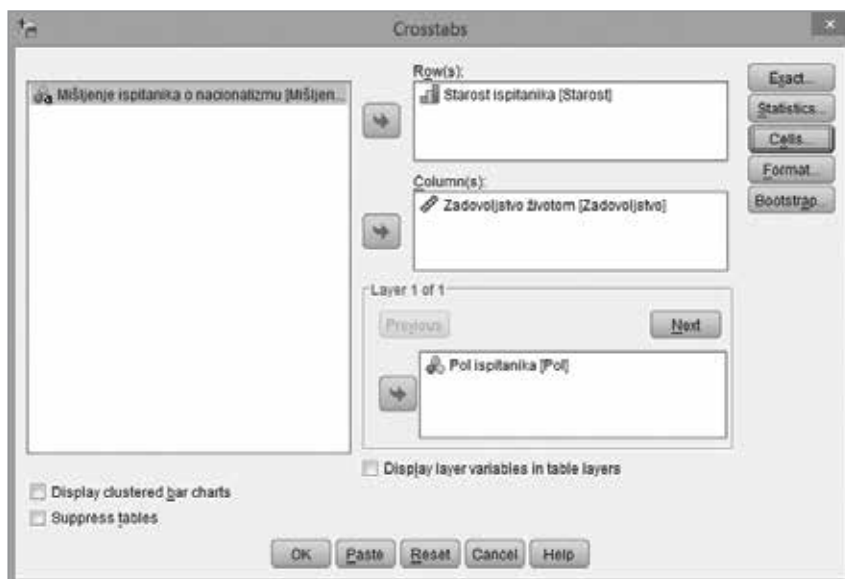 Crosstabs
Mišljenje ispitanika o nacionalizmu [Mišljen...
Row(s):
Starost ispitanika [Starost]
Column(s):
Zadovoljstvo životom [Zadovoljstvo]
Layer 1 of 1
Previous
Next
Pol ispitanika [Pol]
Display layer variables in table layers
Exact...
Statistics...
Cells...
Format...
Bootstrap...
Display clustered bar charts
Suppress tables
OK
Paste
Reset
Cancel
Help